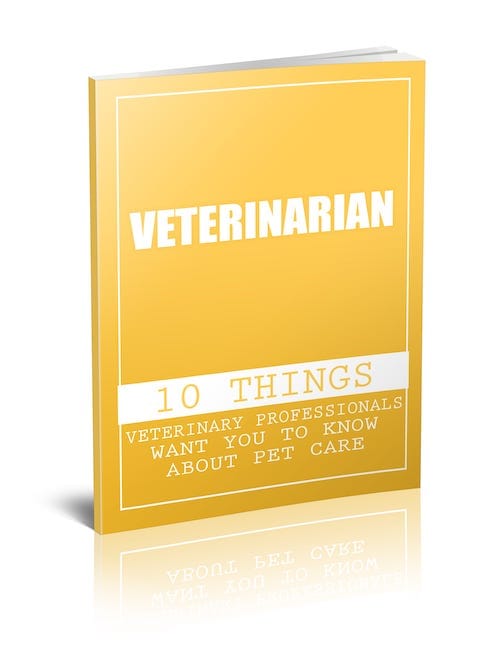 VETERINARIAN
10 THINGS
VETERINARY PROFESSIONALS
WANT YOU TO KNOW
ABOUT PET CARE